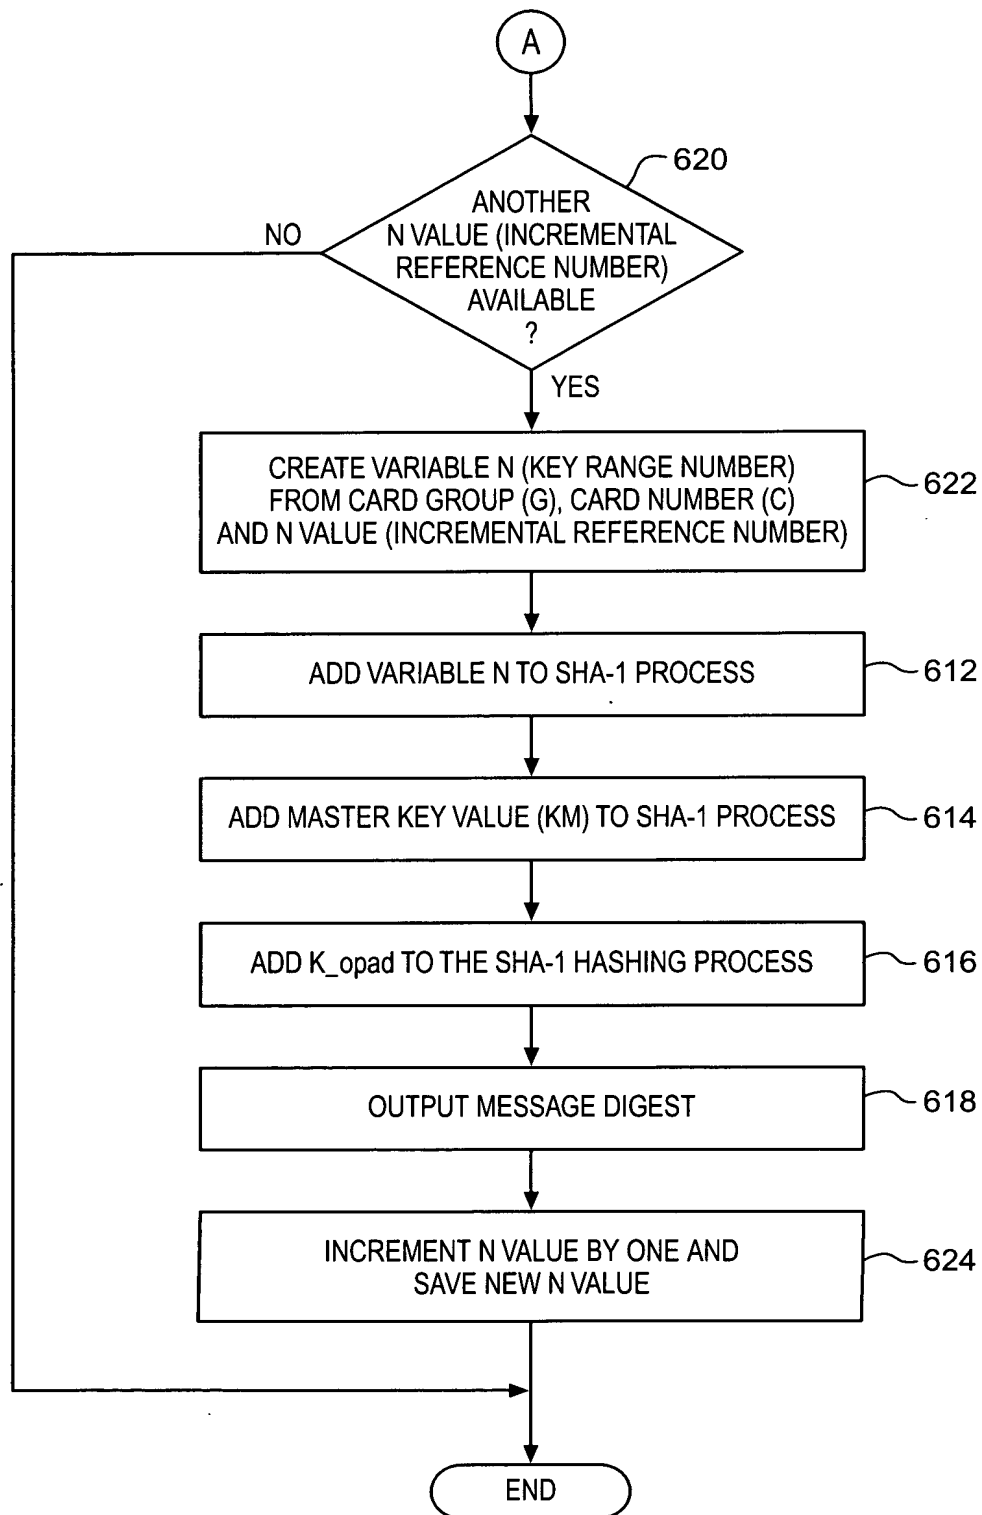 A
620
ANOTHER
N VALUE (INCREMENTAL
REFERENCE NUMBER)
AVAILABLE
?
NO
YES
CREATE VARIABLE N (KEY RANGE NUMBER)
FROM CARD GROUP (G), CARD NUMBER (C)
AND N VALUE (INCREMENTAL REFERENCE NUMBER)
622
ADD VARIABLE N TO SHA-1 PROCESS
612
ADD MASTER KEY VALUE (KM) TO SHA-1 PROCESS
614
ADD K_opad TO THE SHA-1 HASHING PROCESS
616
OUTPUT MESSAGE DIGEST
618
INCREMENT N VALUE BY ONE AND
SAVE NEW N VALUE
624
END